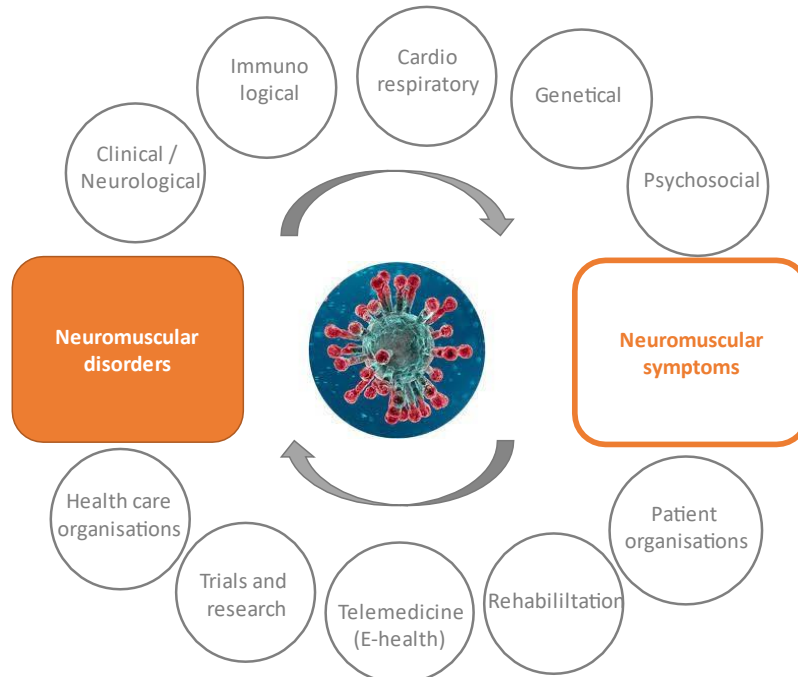 Immuno
logical
Cardio
respiratory
Genetical
Clinical /
Neurological
Psychosocial
Neuromuscular
disorders
Neuromuscular
symptoms
Health care
organisations
Patient
organisations
Trials and
research
Telemedicine
(E-health)
Rehabililtation